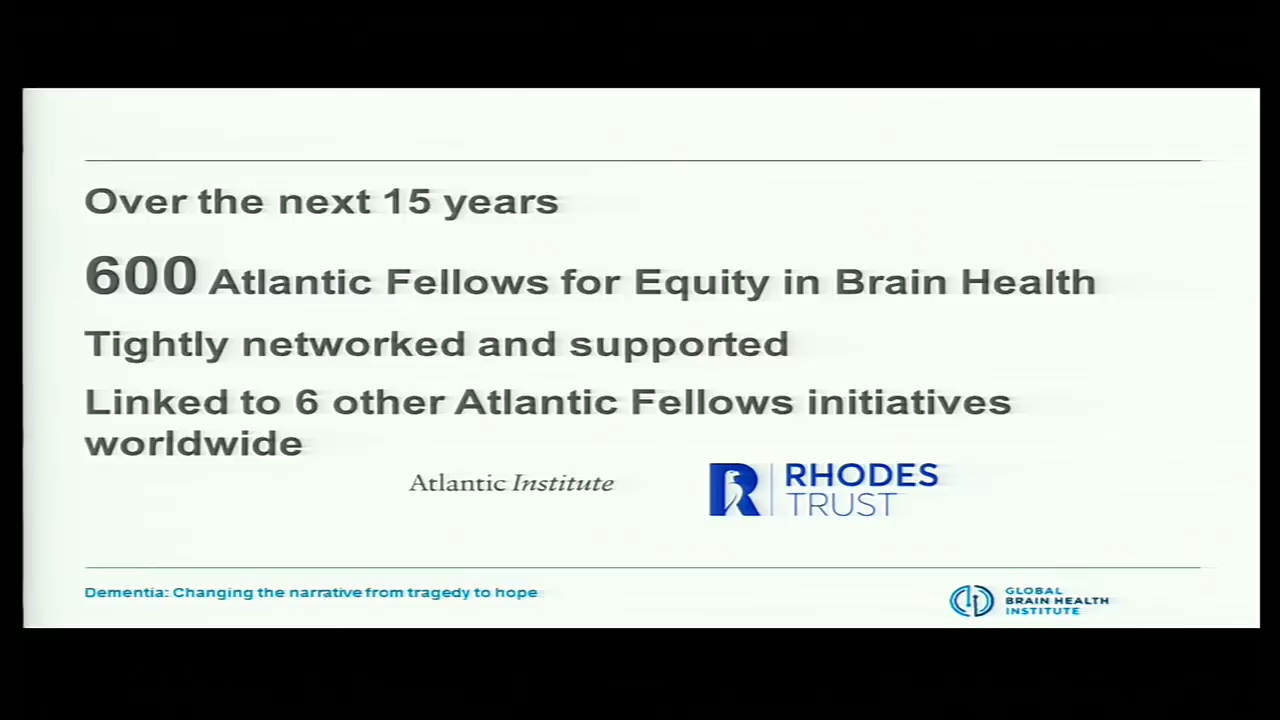 Over the next 15 years
600 Atlantic Fellows for Equity in Brain Health
Tightly networked and supported
Linked to 6 other Atlantic Fellows initiatives
worldwide
Atlantic Institute
RHODES
TRUST
Dementia: Changing the narrative from tragedy to hope
GLOBAL
BRAIN HEALTH
INSTITUTE